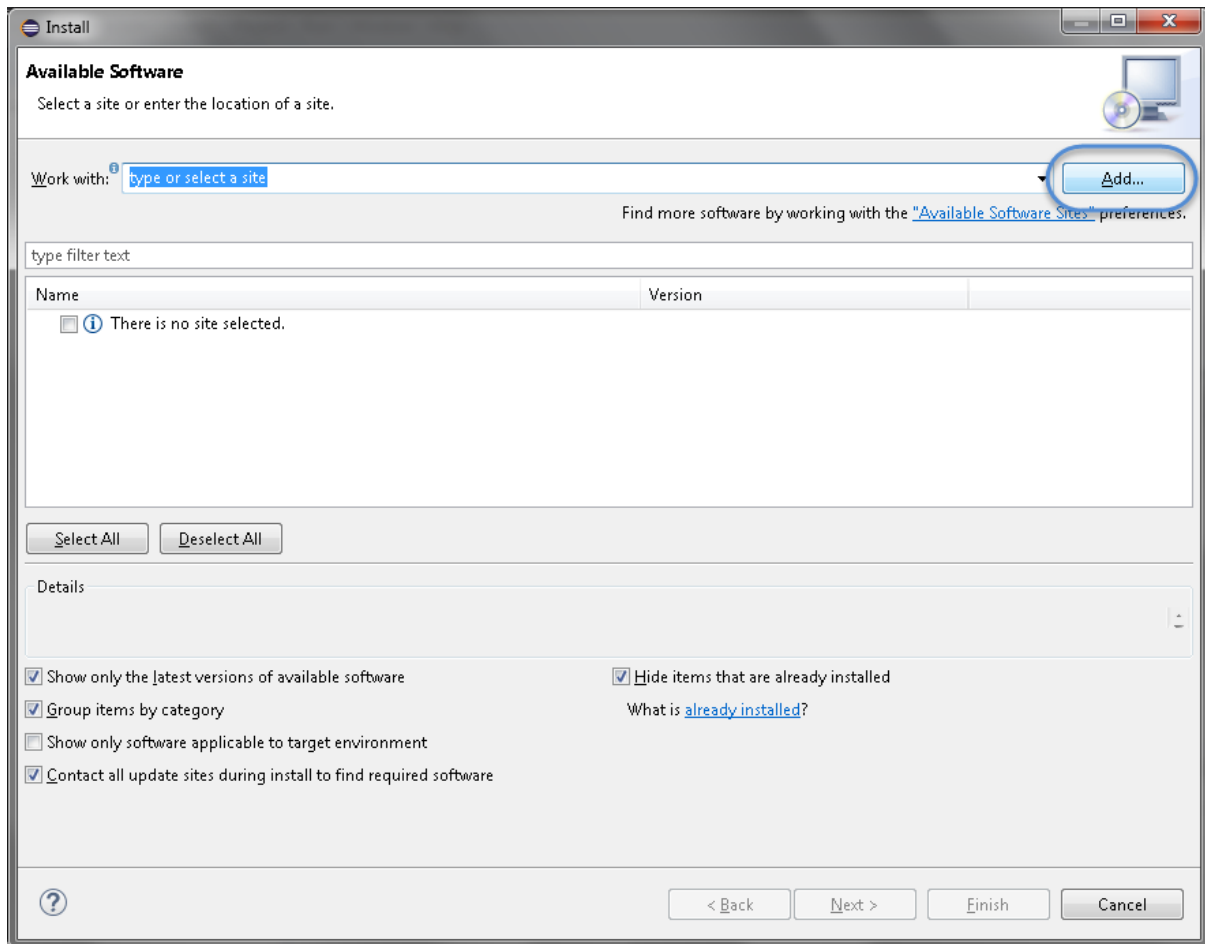 Install
Available Software
Select a site or enter the location of a site.
Work with: type or select a site Add...
Find more software by working with the "Available Software Sites" preferences.
type filter text
Name Version
There is no site selected.
Select All Deselect All
Details
Show only the latest versions of available software Hide items that are already installed
Group items by category What is already installed?
Show only software applicable to target environment
Contact all update sites during install to find required software
? < Back Next > Finish Cancel